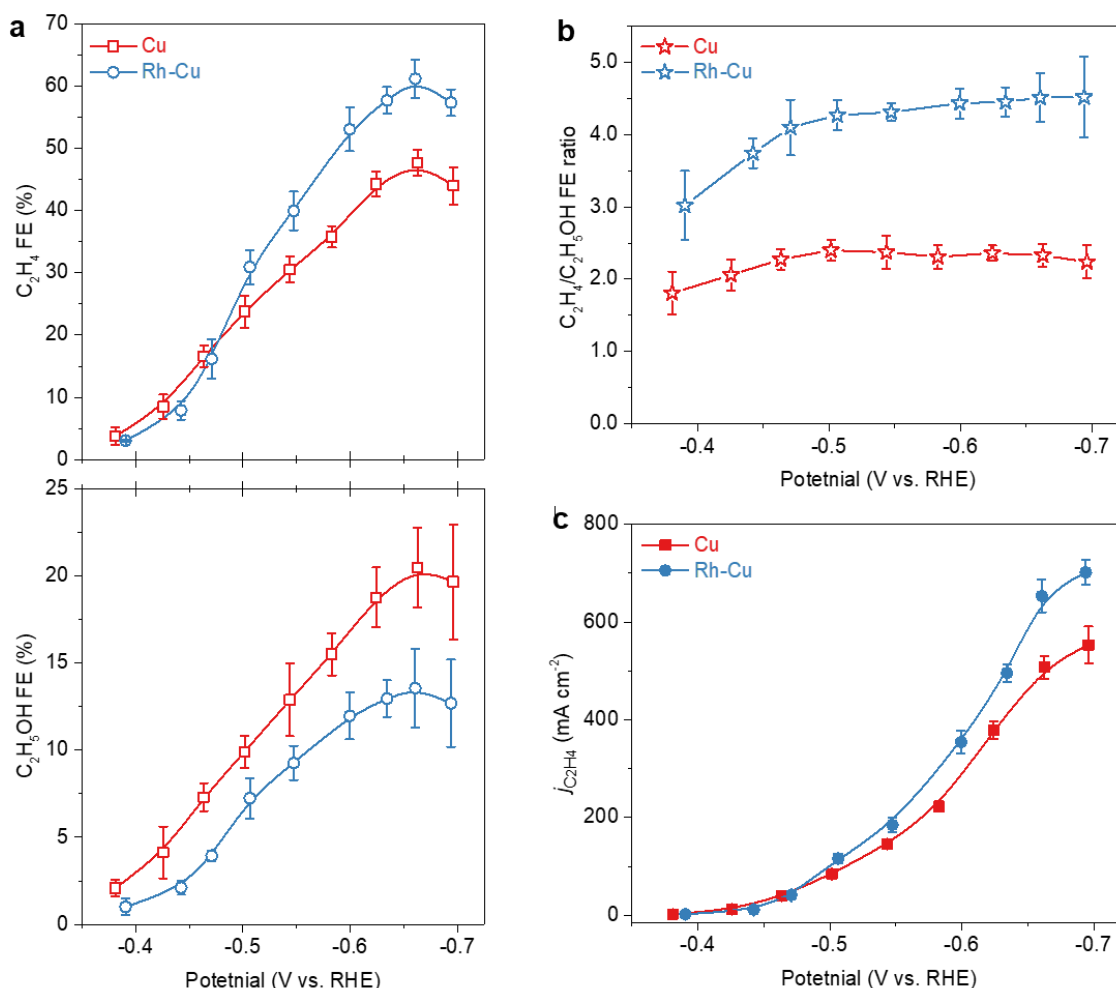 a
Cu
Rh-Cu
70
60
50
40
30
20
10
0
C₂H₄ FE (%)
25
20
15
10
5
0
C₂H₅OH FE (%)
-0.4 -0.5 -0.6 -0.7
Potetnial (V vs. RHE)
b
Cu
Rh-Cu
5.0
4.0
3.0
2.0
1.0
0.0
C₂H₄/C₂H₅OH FE ratio
-0.4 -0.5 -0.6 -0.7
Potetnial (V vs. RHE)
c
Cu
Rh-Cu
800
600
400
200
0
jC2H4 (mA cm⁻²)
-0.4 -0.5 -0.6 -0.7
Potetnial (V vs. RHE)